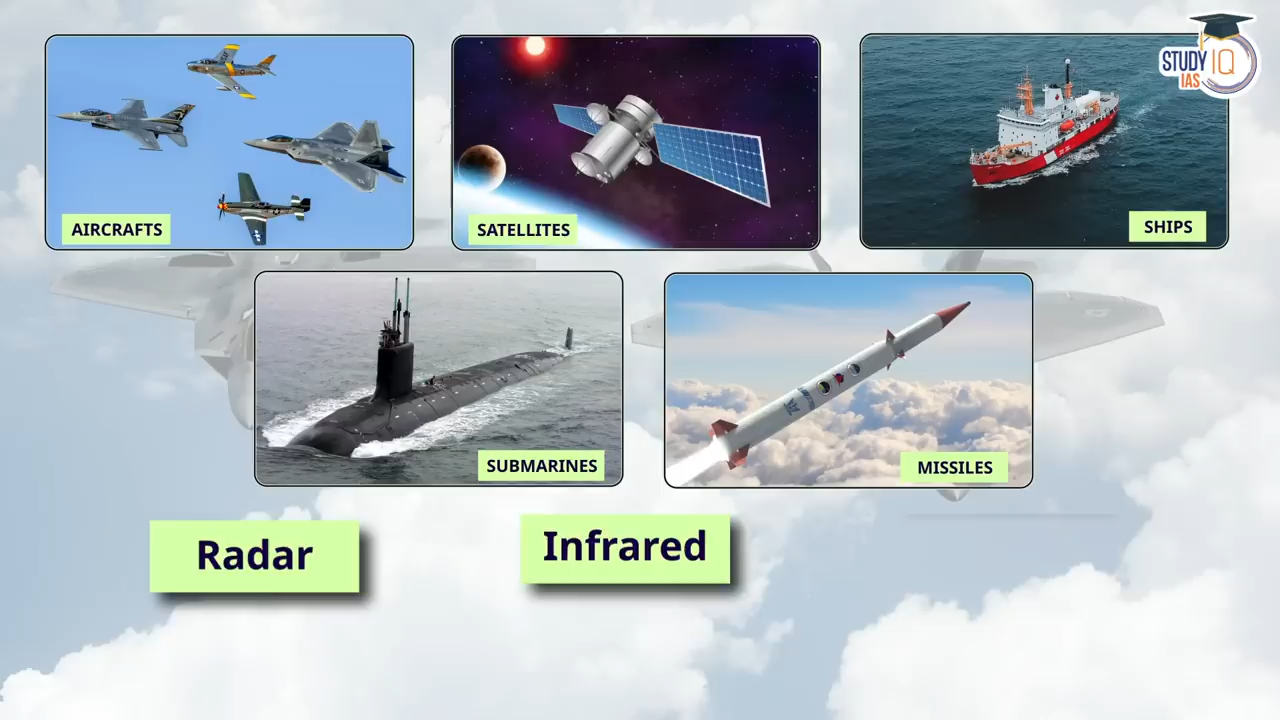 STUDY IQ
IAS
AIRCRAFTS
SATELLITES
SHIPS
SUBMARINES
MISSILES
Radar
Infrared